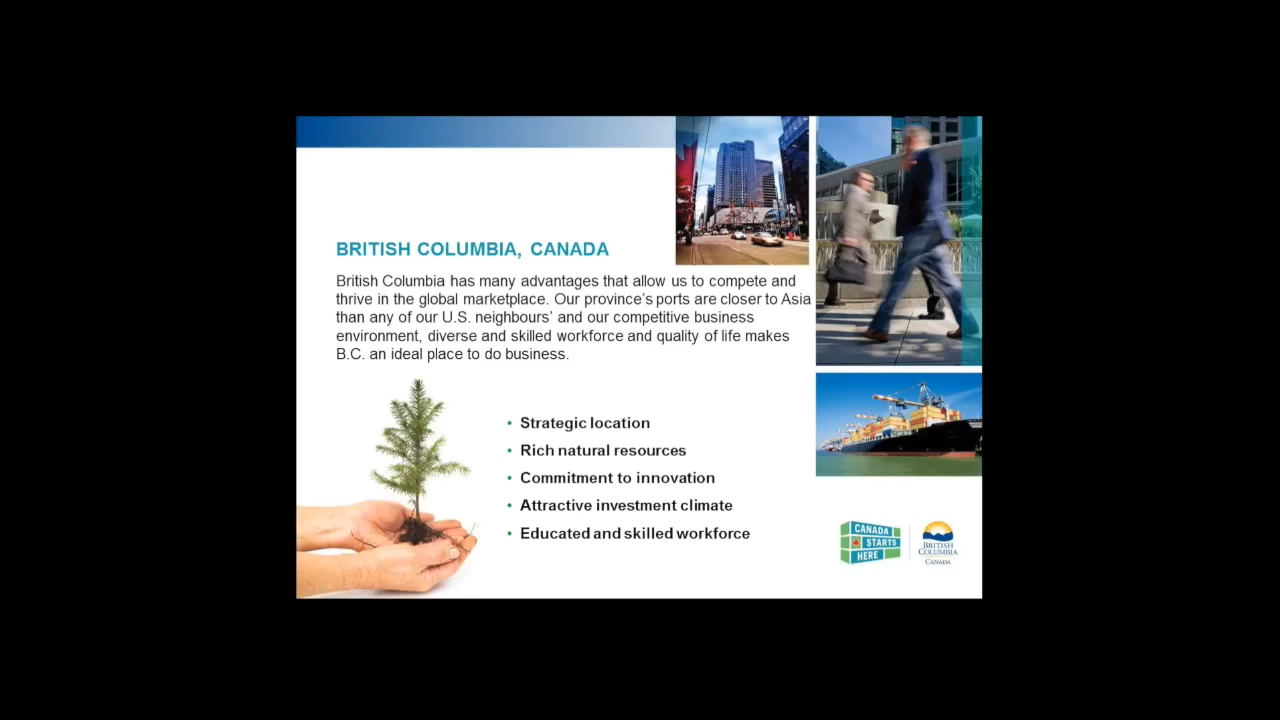 BRITISH COLUMBIA, CANADA
British Columbia has many advantages that allow us to compete and
thrive in the global marketplace. Our province's ports are closer to Asia
than any of our U.S. neighbours' and our competitive business
environment, diverse and skilled workforce and quality of life makes
B.C. an ideal place to do business.
• Strategic location
• Rich natural resources
• Commitment to innovation
• Attractive investment climate
• Educated and skilled workforce
CANADA
STARTS
HERE
BRITISH
COLUMBIA
CANADA